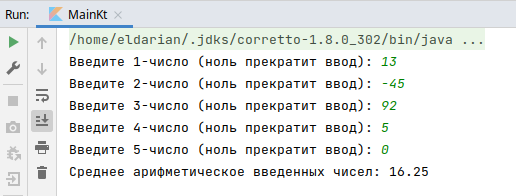 Run: MainKt
/home/eldarian/.jdks/corretto-1.8.0_302/bin/java ...
Введите 1-число (ноль прекратит ввод): 13
Введите 2-число (ноль прекратит ввод): -45
Введите 3-число (ноль прекратит ввод): 92
Введите 4-число (ноль прекратит ввод): 5
Введите 5-число (ноль прекратит ввод): 0
Среднее арифметическое введенных чисел: 16.25